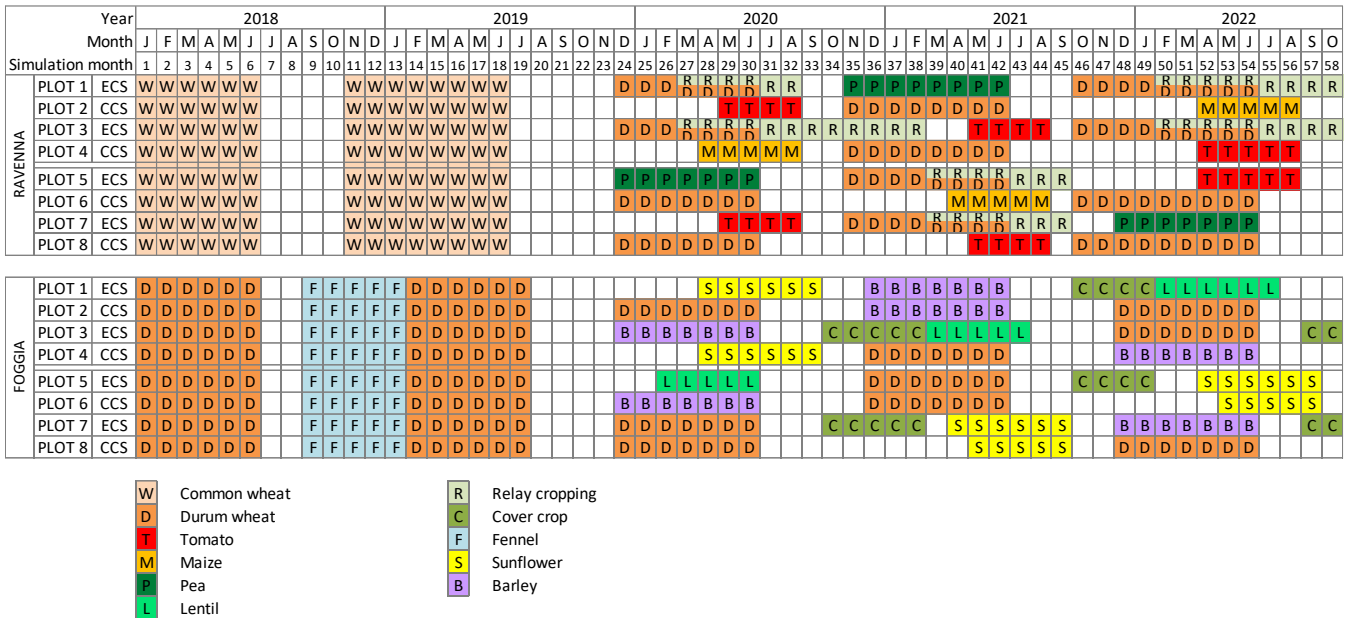 Year 2018 2019 2020 2021 2022
Month J F M A M J J A S O N D J F M A M J J A S O N D J F M A M J J A S O N D J F M A M J J A S O N D J F M A M J J A S O
Simulation month 1 2 3 4 5 6 7 8 9 10 11 12 13 14 15 16 17 18 19 20 21 22 23 24 25 26 27 28 29 30 31 32 33 34 35 36 37 38 39 40 41 42 43 44 45 46 47 48 49 50 51 52 53 54 55 56 57 58
RAVENNA
PLOT 1 ECS W W W W W W W W W W W W W W D D D R D R D R D R D R R P P P P P P P P D D D D R D R D R D R D R D R R R R
PLOT 2 CCS W W W W W W W W W W W W W W T T T T D D D D D D D D M M M M M
PLOT 3 ECS W W W W W W W W W W W W W W D D D R D R D R D R D R R R R R R R R T T T T D D D D R D R D R D R D R D R R R R
PLOT 4 CCS W W W W W W W W W W W W W W M M M M M D D D D D D D D T T T T T
PLOT 5 ECS W W W W W W W W W W W W W W P P P P P P P D D D D R D R D R D R D R R R T T T T T
PLOT 6 CCS W W W W W W W W W W W W W W D D D D D D D M M M M M D D D D D D D D D
PLOT 7 ECS W W W W W W W W W W W W W W T T T T D D D D R D R D R D R D R R R P P P P P P P
PLOT 8 CCS W W W W W W W W W W W W W W D D D D D D D T T T T D D D D D D D D D
FOGGIA
PLOT 1 ECS D D D D D D F F F F F D D D D D D S S S S S S B B B B B B B C C C C L L L L L L
PLOT 2 CCS D D D D D D F F F F F D D D D D D D D D D D D D B B B B B B B D D D D D D D
PLOT 3 ECS D D D D D D F F F F F D D D D D D B B B B B B B C C C C C L L L L L D D D D D D D C C
PLOT 4 CCS D D D D D D F F F F F D D D D D D S S S S S S D D D D D D D B B B B B B B
PLOT 5 ECS D D D D D D F F F F F D D D D D D L L L L L D D D D D D D C C C C S S S S S S
PLOT 6 CCS D D D D D D F F F F F D D D D D D B B B B B B B D D D D D D D S S S S S
PLOT 7 ECS D D D D D D F F F F F D D D D D D D D D D D D D C C C C C S S S S S S B B B B B B B C C
PLOT 8 CCS D D D D D D F F F F F D D D D D D D D D D D D D S S S S S D D D D D D D
W Common wheat
D Durum wheat
T Tomato
M Maize
P Pea
L Lentil
R Relay cropping
C Cover crop
F Fennel
S Sunflower
B Barley